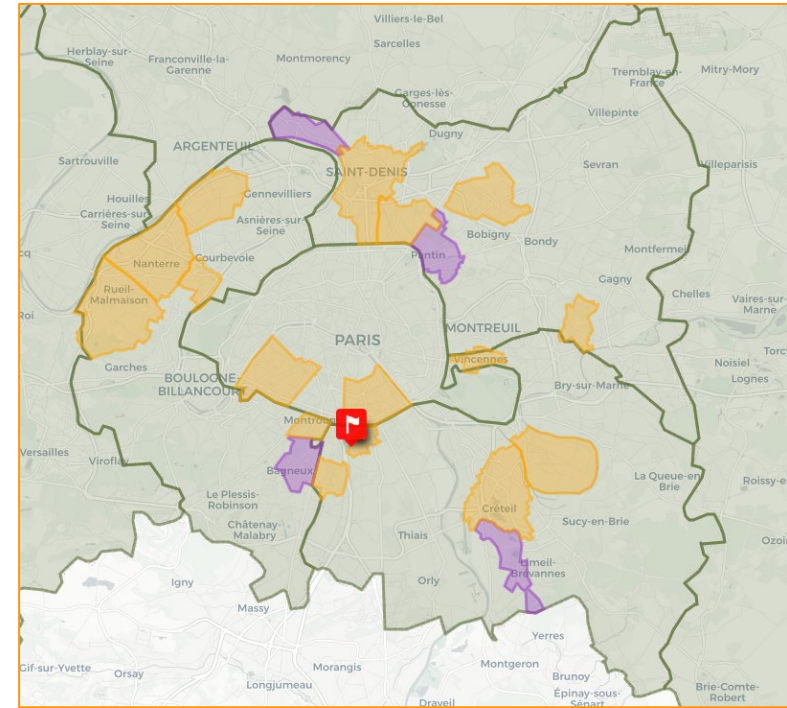 Villiers-le-Bel
Sarcelles
Herblay-sur-
Seine
Franconville-la-
Garenne
Montmorency
Tremblay-en-
France
Mitry-Mory
Garges-lès-
Gonesse
Villepinte
Dugny
ARGENTEUIL
Sartrouville
SAINT-DENIS
Sevran
Villeparisis
Houilles
Gennevilliers
Carrières-sur-
Seine
Asnières-sur-
Seine
Bobigny
Bondy
Montfermeil
Pantin
Courbevoie
Nanterre
Gagny
Chelles
Rueil-
Malmaison
Vaires-sur-
Marne
Roi
PARIS
MONTREUIL
Vincennes
Torcy
Noisiel
Garches
Lognes
BOULOGNE-
BILLANCOURT
Bry-sur-Marne
Montrouge
Versailles
Viroflay
Bagneux
La Queue-en-
Brie
Roissy-e
Le Plessis-
Robinson
Créteil
Sucy-en-Brie
Châtenay-
Malabry
Thiais
Ozoi
Limeil-
Brévannes
Igny
Orly
Massy
Yerres
Gif-sur-Yvette
Orsay
Morangis
Montgeron
Brunoy
Longjumeau
Épinay-sous-
Sénart
Brie-Comte-
Robert
Draveil